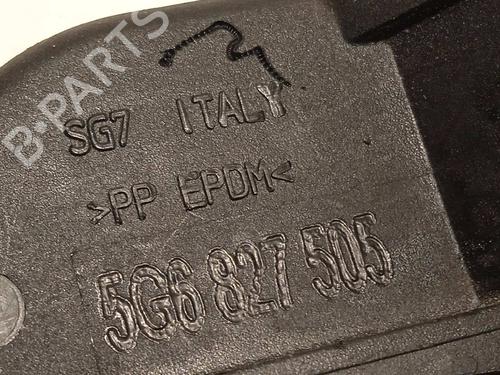 B-PARTS
SG7 ITALY
>PP EPDM<
5G6 827 505